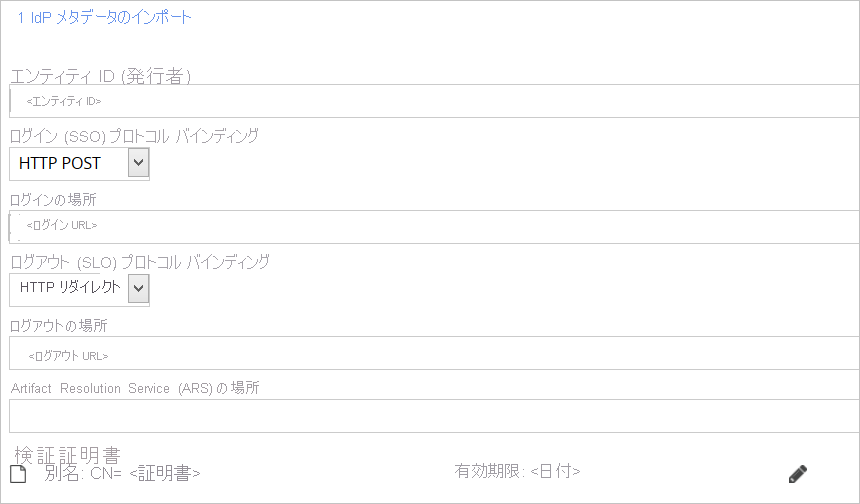 1 IdP メタデータのインポート
エンティティ ID (発行者)
<エンティティ ID>
ログイン (SSO) プロトコル バインディング
HTTP POST
ログインの場所
<ログイン URL>
ログアウト (SLO) プロトコル バインディング
HTTP リダイレクト
ログアウトの場所
<ログアウト URL>
Artifact Resolution Service (ARS) の場所
検証証明書
別名: CN= <証明書> 有効期限: <日付>